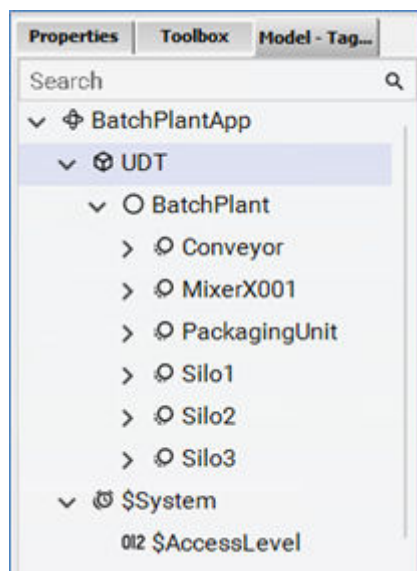 Properties Toolbox Model - Tag...
Search
BatchPlantApp
UDT
BatchPlant
Conveyor
MixerX001
PackagingUnit
Silo1
Silo2
Silo3
$System
012 $AccessLevel